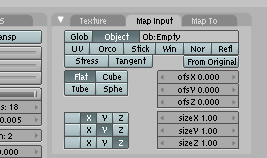 S Texture Map Input Map To
ansp Glob Object Ob:Empty
UV Orco Stick Win Nor Refl
Stress Tangent From Original
Flat Cube ofsX 0.000
Tube Sphe ofsY 0.000
s: 18 ofsZ 0.000
0.005 X Y Z sizeX 1.00
n: 2 X Y Z sizeY 1.00
X Y Z sizeZ 1.00